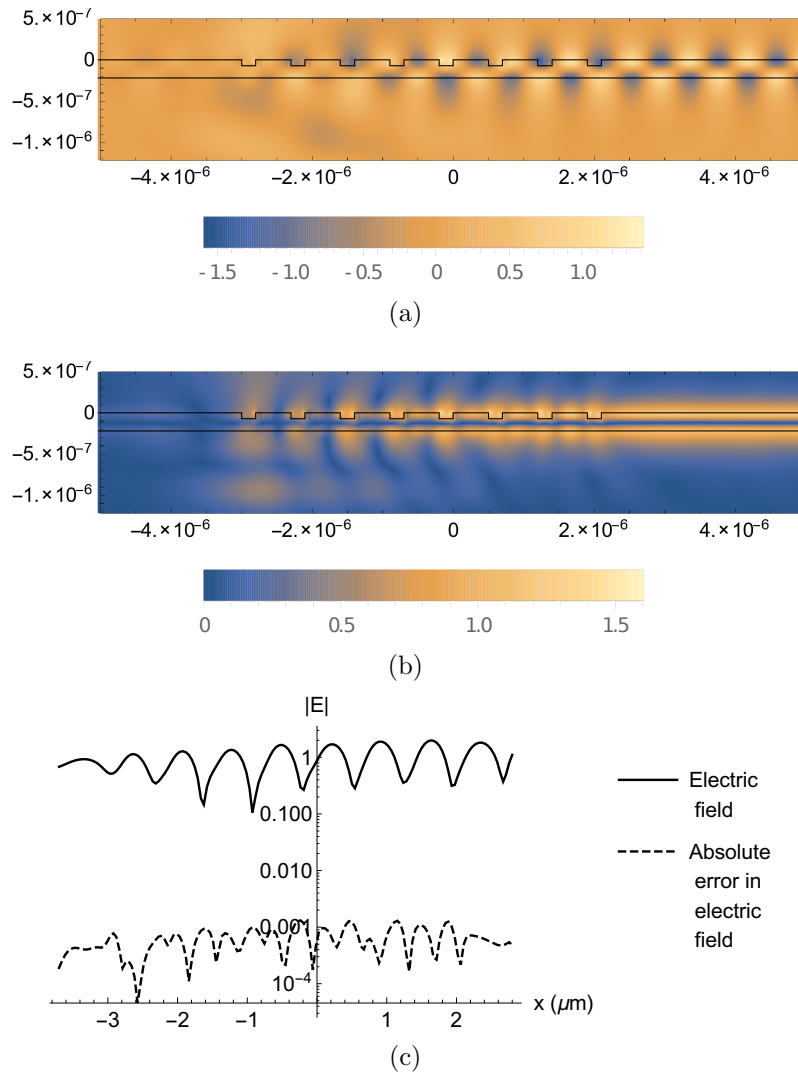 5.×10⁻⁷
0
-5.×10⁻⁷
-1.×10⁻⁶
-4.×10⁻⁶ -2.×10⁻⁶ 0 2.×10⁻⁶ 4.×10⁻⁶
-1.5 -1.0 -0.5 0 0.5 1.0
(a)
5.×10⁻⁷
0
-5.×10⁻⁷
-1.×10⁻⁶
-4.×10⁻⁶ -2.×10⁻⁶ 0 2.×10⁻⁶ 4.×10⁻⁶
0 0.5 1.0 1.5
(b)
|E|
1
0.100
0.010
0.00
10⁻⁴
-3 -2 -1 1 2
x (μm)
Electric
field
Absolute
error in
electric
field
(c)